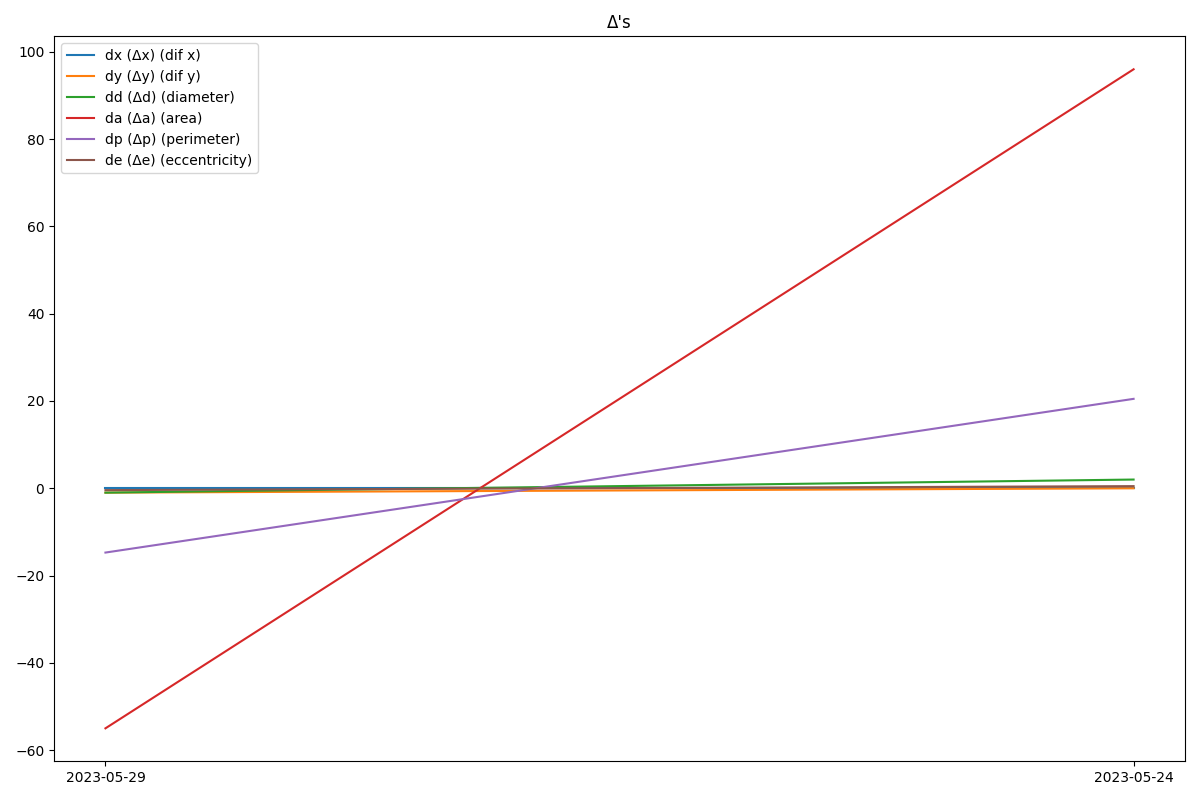 Δ's
dx (Δx) (dif x)
dy (Δy) (dif y)
dd (Δd) (diameter)
da (Δa) (area)
dp (Δp) (perimeter)
de (Δe) (eccentricity)
100
80
60
40
20
0
−20
−40
−60
2023-05-29 2023-05-24